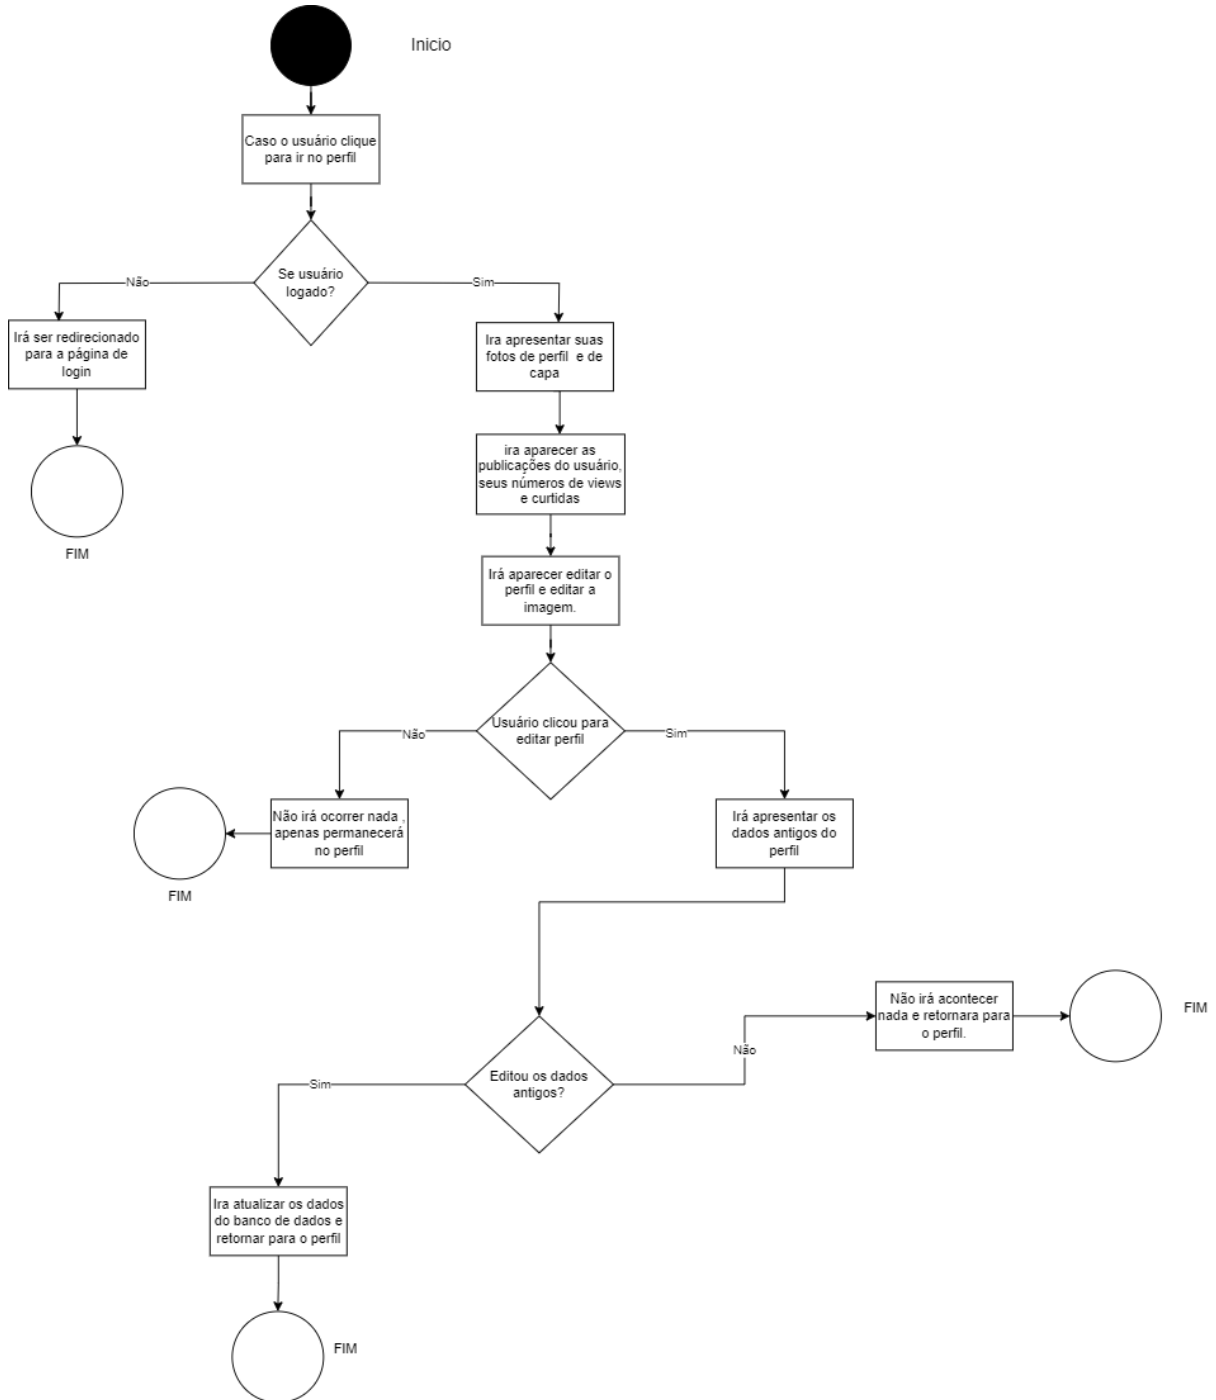 Inicio
Caso o usuário clique
para ir no perfil
Se usuário
logado?
Não
Sim
Irá ser redirecionado
para a página de
login
FIM
Ira apresentar suas
fotos de perfil e de
capa
ira aparecer as
publicações do usuário,
seus números de views
e curtidas
Irá aparecer editar o
perfil e editar a
imagem.
Usuário clicou para
editar perfil
Não
Sim
Não irá ocorrer nada ,
apenas permanecerá
no perfil
FIM
Irá apresentar os
dados antigos do
perfil
Editou os dados
antigos?
Não
Sim
Não irá acontecer
nada e retornara para
o perfil.
FIM
Ira atualizar os dados
do banco de dados e
retornar para o perfil
FIM